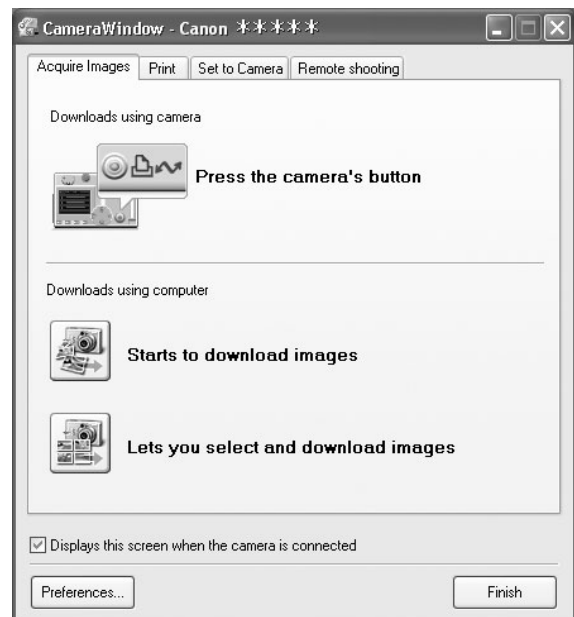 CameraWindow - Canon *****
Acquire Images Print Set to Camera Remote shooting
Downloads using camera
Press the camera's button
Downloads using computer
Starts to download images
Lets you select and download images
Displays this screen when the camera is connected
Preferences... Finish